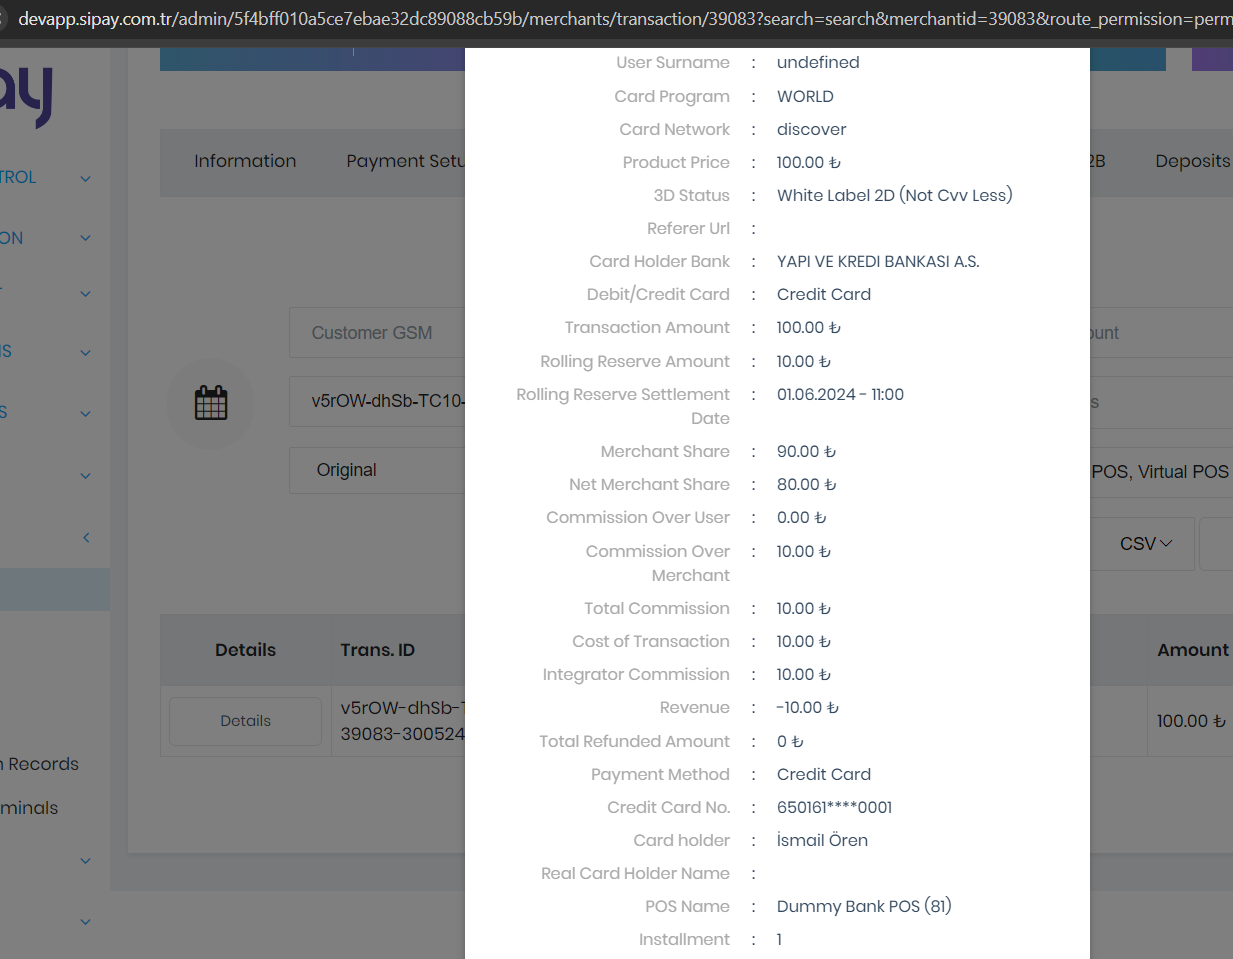 devapp.sipay.com.tr/admin/5f4bff010a5ce7ebae32dc89088cb59b/merchants/transaction/39083?search=search&merchantid=39083&route_permission=perm
ay
Information
Payment Setu
2B
Deposits
TROL
ION
IS
S
n Records
minals
Customer GSM
ount
v5rOW-dhSb-TC10-
s
Original
POS, Virtual POS
CSV
Details
Trans. ID
Amount
Details
v5rOW-dhSb-T
39083-300524
100.00 ₺
User Surname : undefined
Card Program : WORLD
Card Network : discover
Product Price : 100.00 ₺
3D Status : White Label 2D (Not Cvv Less)
Referer Url :
Card Holder Bank : YAPI VE KREDI BANKASI A.S.
Debit/Credit Card : Credit Card
Transaction Amount : 100.00 ₺
Rolling Reserve Amount : 10.00 ₺
Rolling Reserve Settlement : 01.06.2024 - 11:00
Date
Merchant Share : 90.00 ₺
Net Merchant Share : 80.00 ₺
Commission Over User : 0.00 ₺
Commission Over : 10.00 ₺
Merchant
Total Commission : 10.00 ₺
Cost of Transaction : 10.00 ₺
Integrator Commission : 10.00 ₺
Revenue : -10.00 ₺
Total Refunded Amount : 0 ₺
Payment Method : Credit Card
Credit Card No. : 650161****0001
Card holder : İsmail Ören
Real Card Holder Name :
POS Name : Dummy Bank POS (81)
Installment : 1